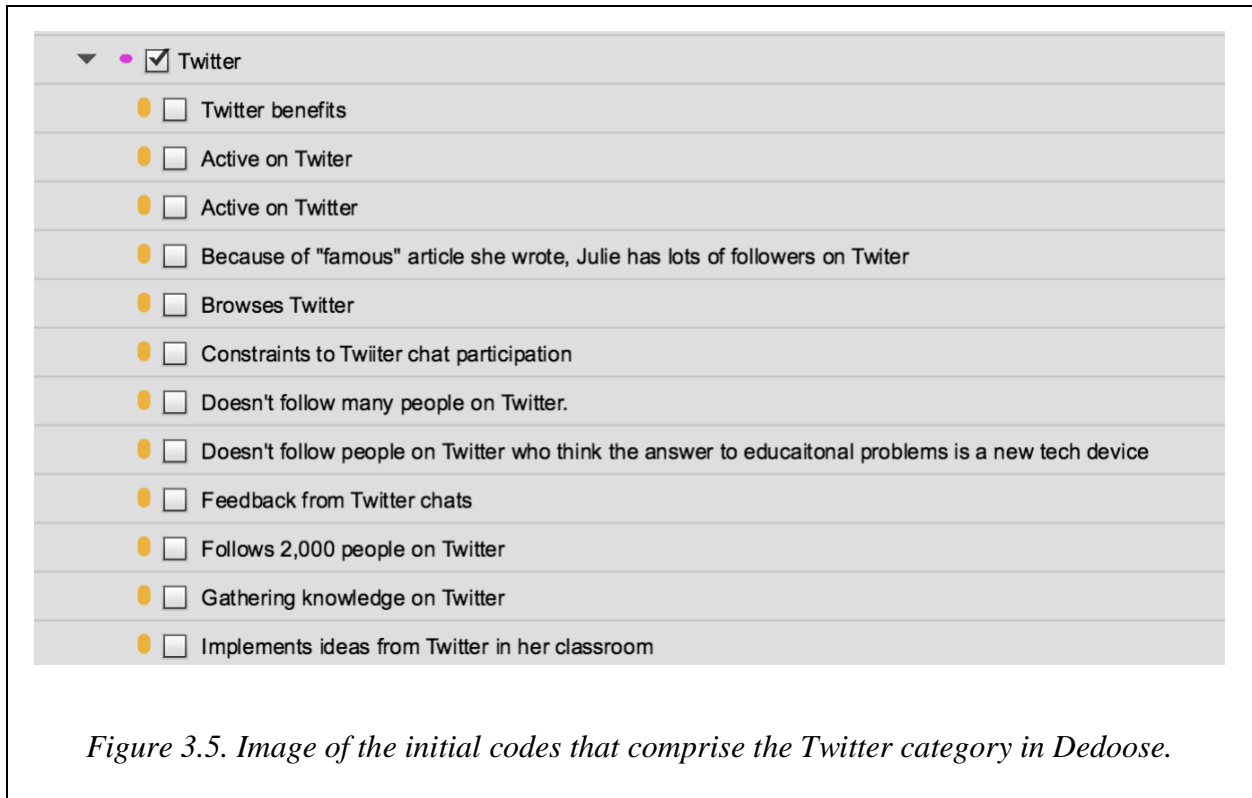 Twitter
Twitter benefits
Active on Twiter
Active on Twitter
Because of "famous" article she wrote, Julie has lots of followers on Twiter
Browses Twitter
Constraints to Twiiter chat participation
Doesn't follow many people on Twitter.
Doesn't follow people on Twitter who think the answer to educaitonal problems is a new tech device
Feedback from Twitter chats
Follows 2,000 people on Twitter
Gathering knowledge on Twitter
Implements ideas from Twitter in her classroom
Figure 3.5. Image of the initial codes that comprise the Twitter category in Dedoose.